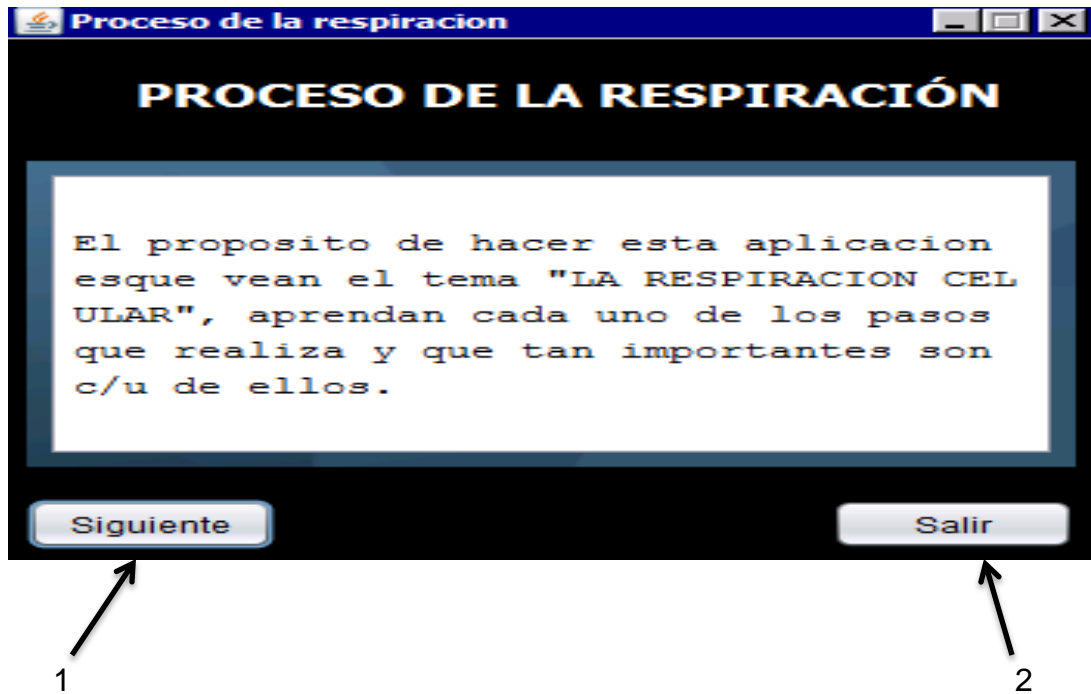 Proceso de la respiracion
PROCESO DE LA RESPIRACIÓN
El proposito de hacer esta aplicacion
esque vean el tema "LA RESPIRACION CEL
ULAR", aprendan cada uno de los pasos
que realiza y que tan importantes son
c/u de ellos.
Siguiente
Salir
1
2